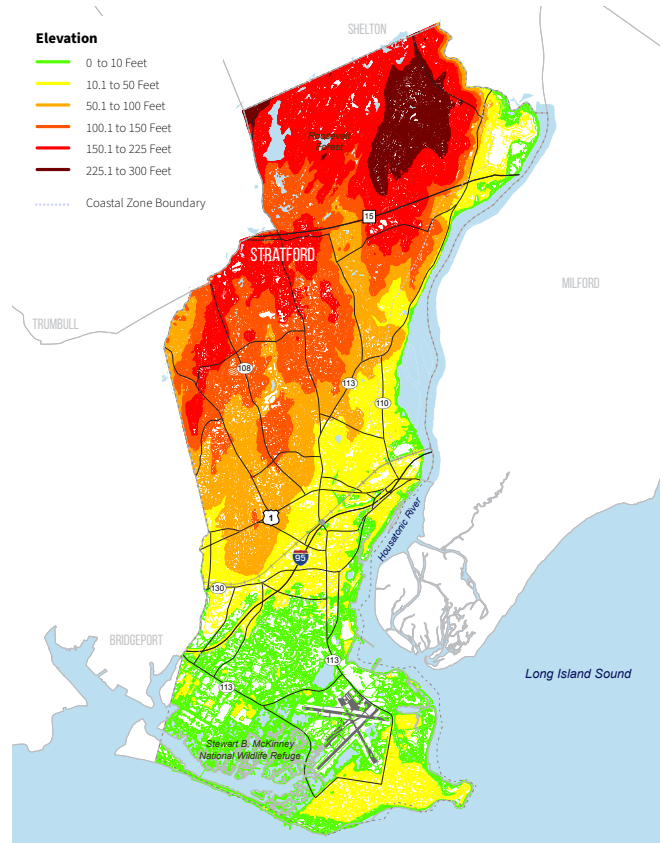 SHELTON
Elevation
0 to 10 Feet
10.1 to 50 Feet
50.1 to 100 Feet
100.1 to 150 Feet
150.1 to 225 Feet
225.1 to 300 Feet
Coastal Zone Boundary
Roosevelt
Forest
15
STRATFORD
MILFORD
TRUMBULL
108
113
110
1
Housatonic River
95
130
BRIDGEPORT
113
Long Island Sound
113
Stewart B. McKinney
National Wildlife Refuge